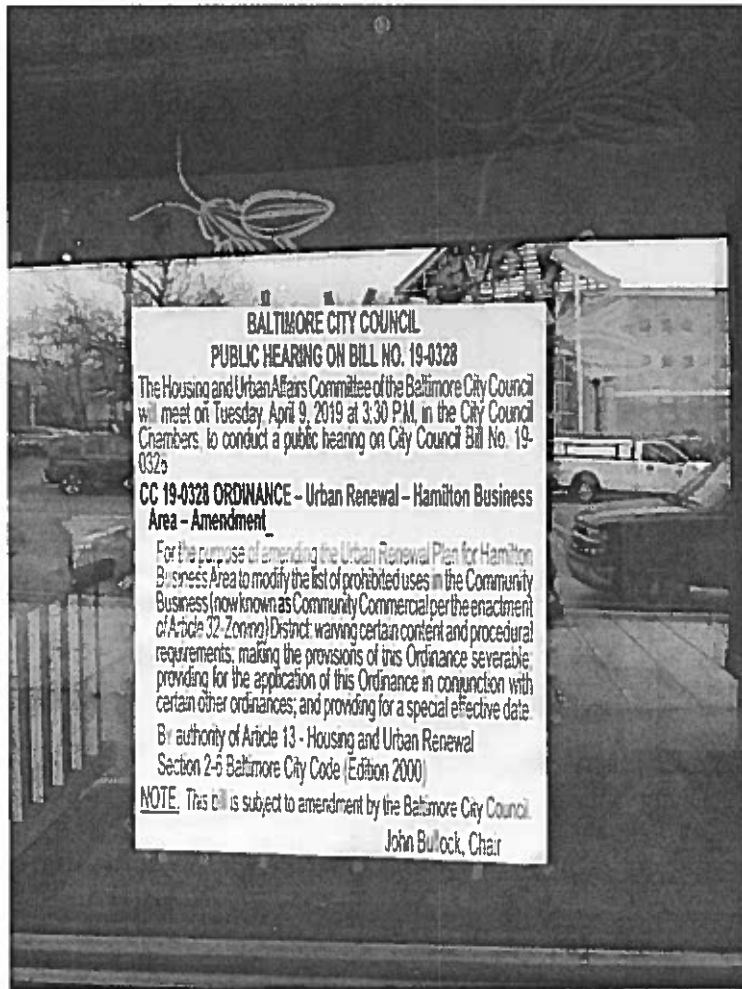 BALTIMORE CITY COUNCIL
PUBLIC HEARING ON BILL NO. 19-0328
The Housing and Urban Affairs Committee of the Baltimore City Council
will meet on Tuesday, April 9, 2019 at 3:30 P.M. in the City Council
Chambers, to conduct a public hearing on City Council Bill No. 19-
0328
CC 19-0328 ORDINANCE – Urban Renewal – Hamilton Business
Area – Amendment
For the purpose of amending the Urban Renewal Plan for Hamilton
Business Area to modify the list of prohibited uses in the Community
Business (now known as Community Commercial per the enactment
of Article 32-Zoning) District; waiving certain content and procedural
requirements; making the provisions of this Ordinance severable;
providing for the application of this Ordinance in conjunction with
certain other ordinances; and providing for a special effective date.
By authority of Article 13 - Housing and Urban Renewal
Section 2-6 Baltimore City Code (Edition 2000)
NOTE: This bill is subject to amendment by the Baltimore City Council.
John Bullock, Chair